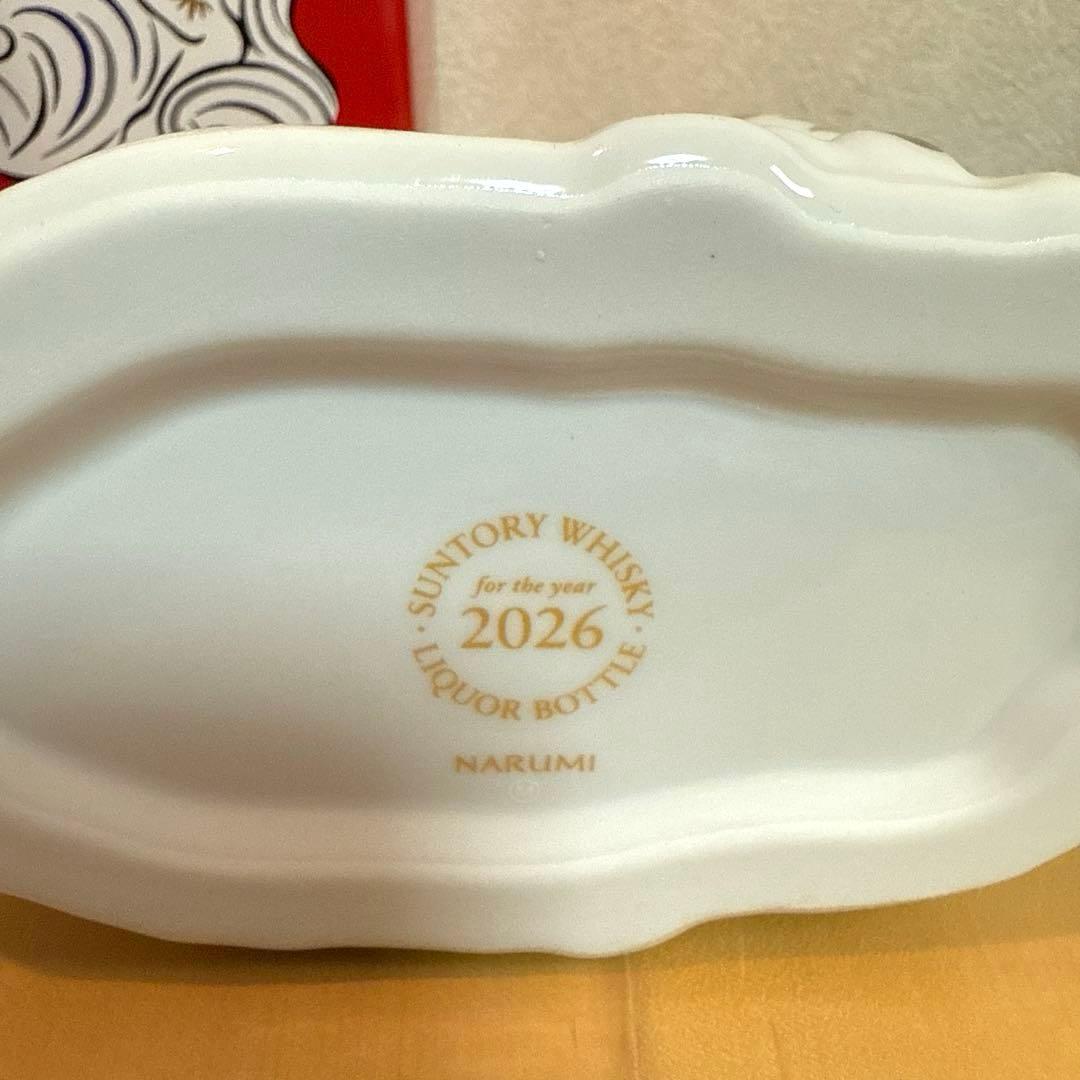 · SUNTORY WHISKY ·
for the year
2026
LIQUOR BOTTLE
NARUMI